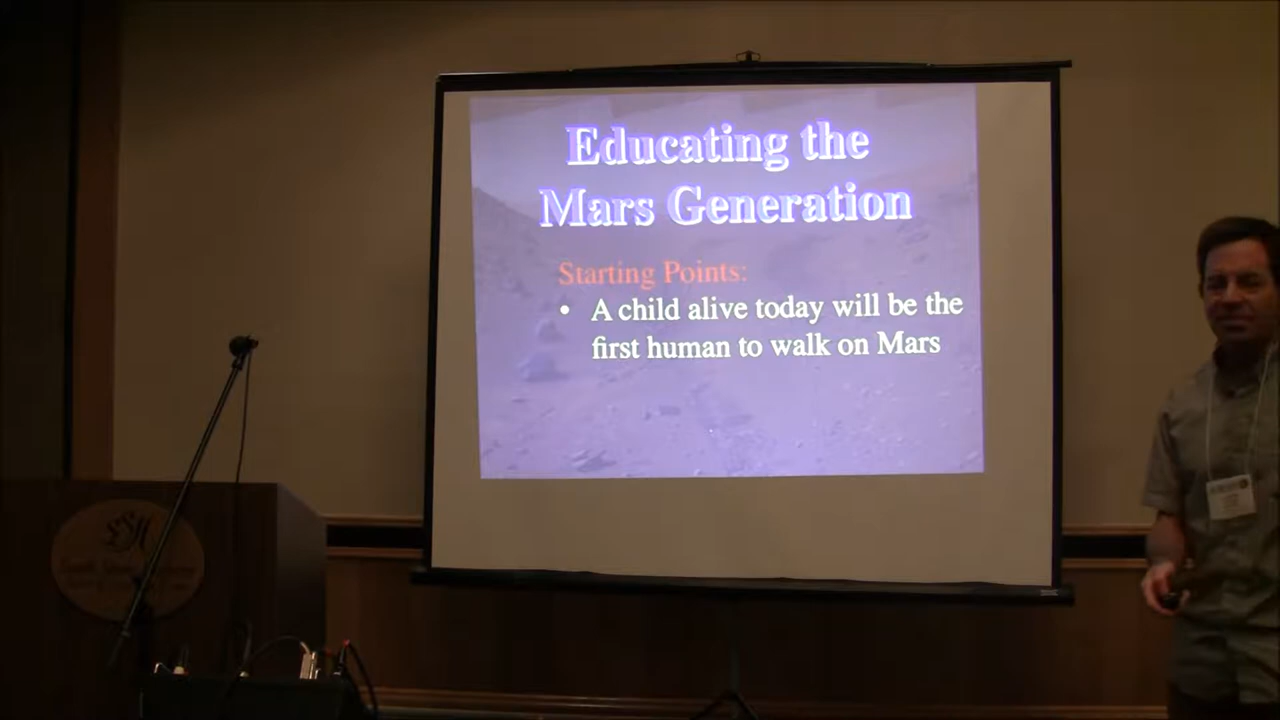 Educating the
Mars Generation
Starting Points:
• A child alive today will be the
first human to walk on Mars